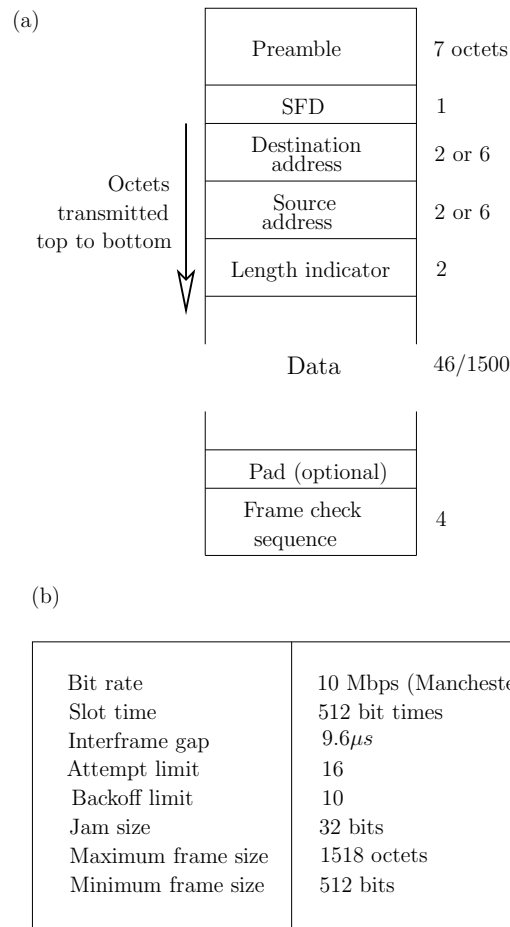 (a)
Preamble 7 octets
SFD 1
Destination
address 2 or 6
Source
address 2 or 6
Octets
transmitted
top to bottom
Length indicator 2
Data 46/1500
Pad (optional)
Frame check
sequence 4
(b)
Bit rate 10 Mbps (Mancheste
Slot time 512 bit times
Interframe gap 9.6μs
Attempt limit 16
Backoff limit 10
Jam size 32 bits
Maximum frame size 1518 octets
Minimum frame size 512 bits